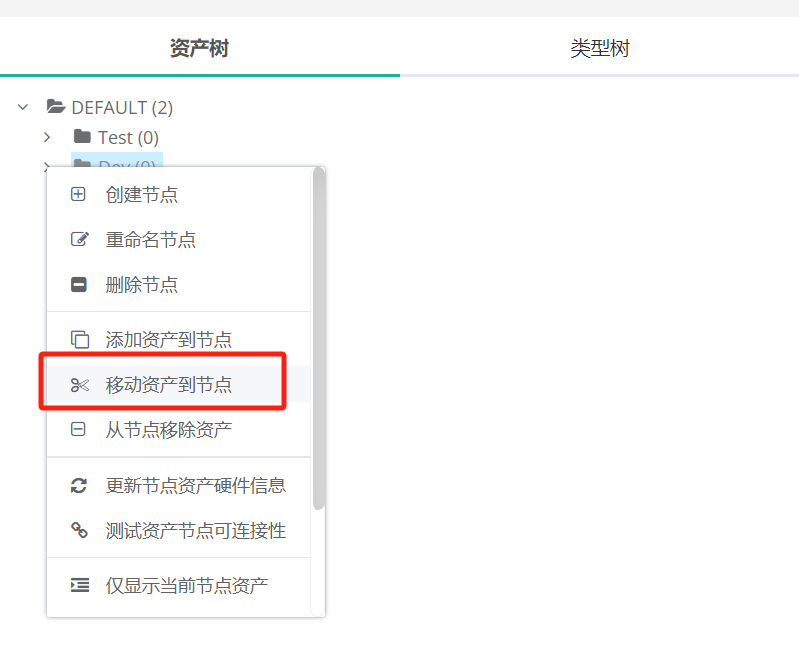 资产树
类型树
DEFAULT (2)
Test (0)
Dev (0)
创建节点
重命名节点
删除节点
添加资产到节点
移动资产到节点
从节点移除资产
更新节点资产硬件信息
测试资产节点可连接性
仅显示当前节点资产